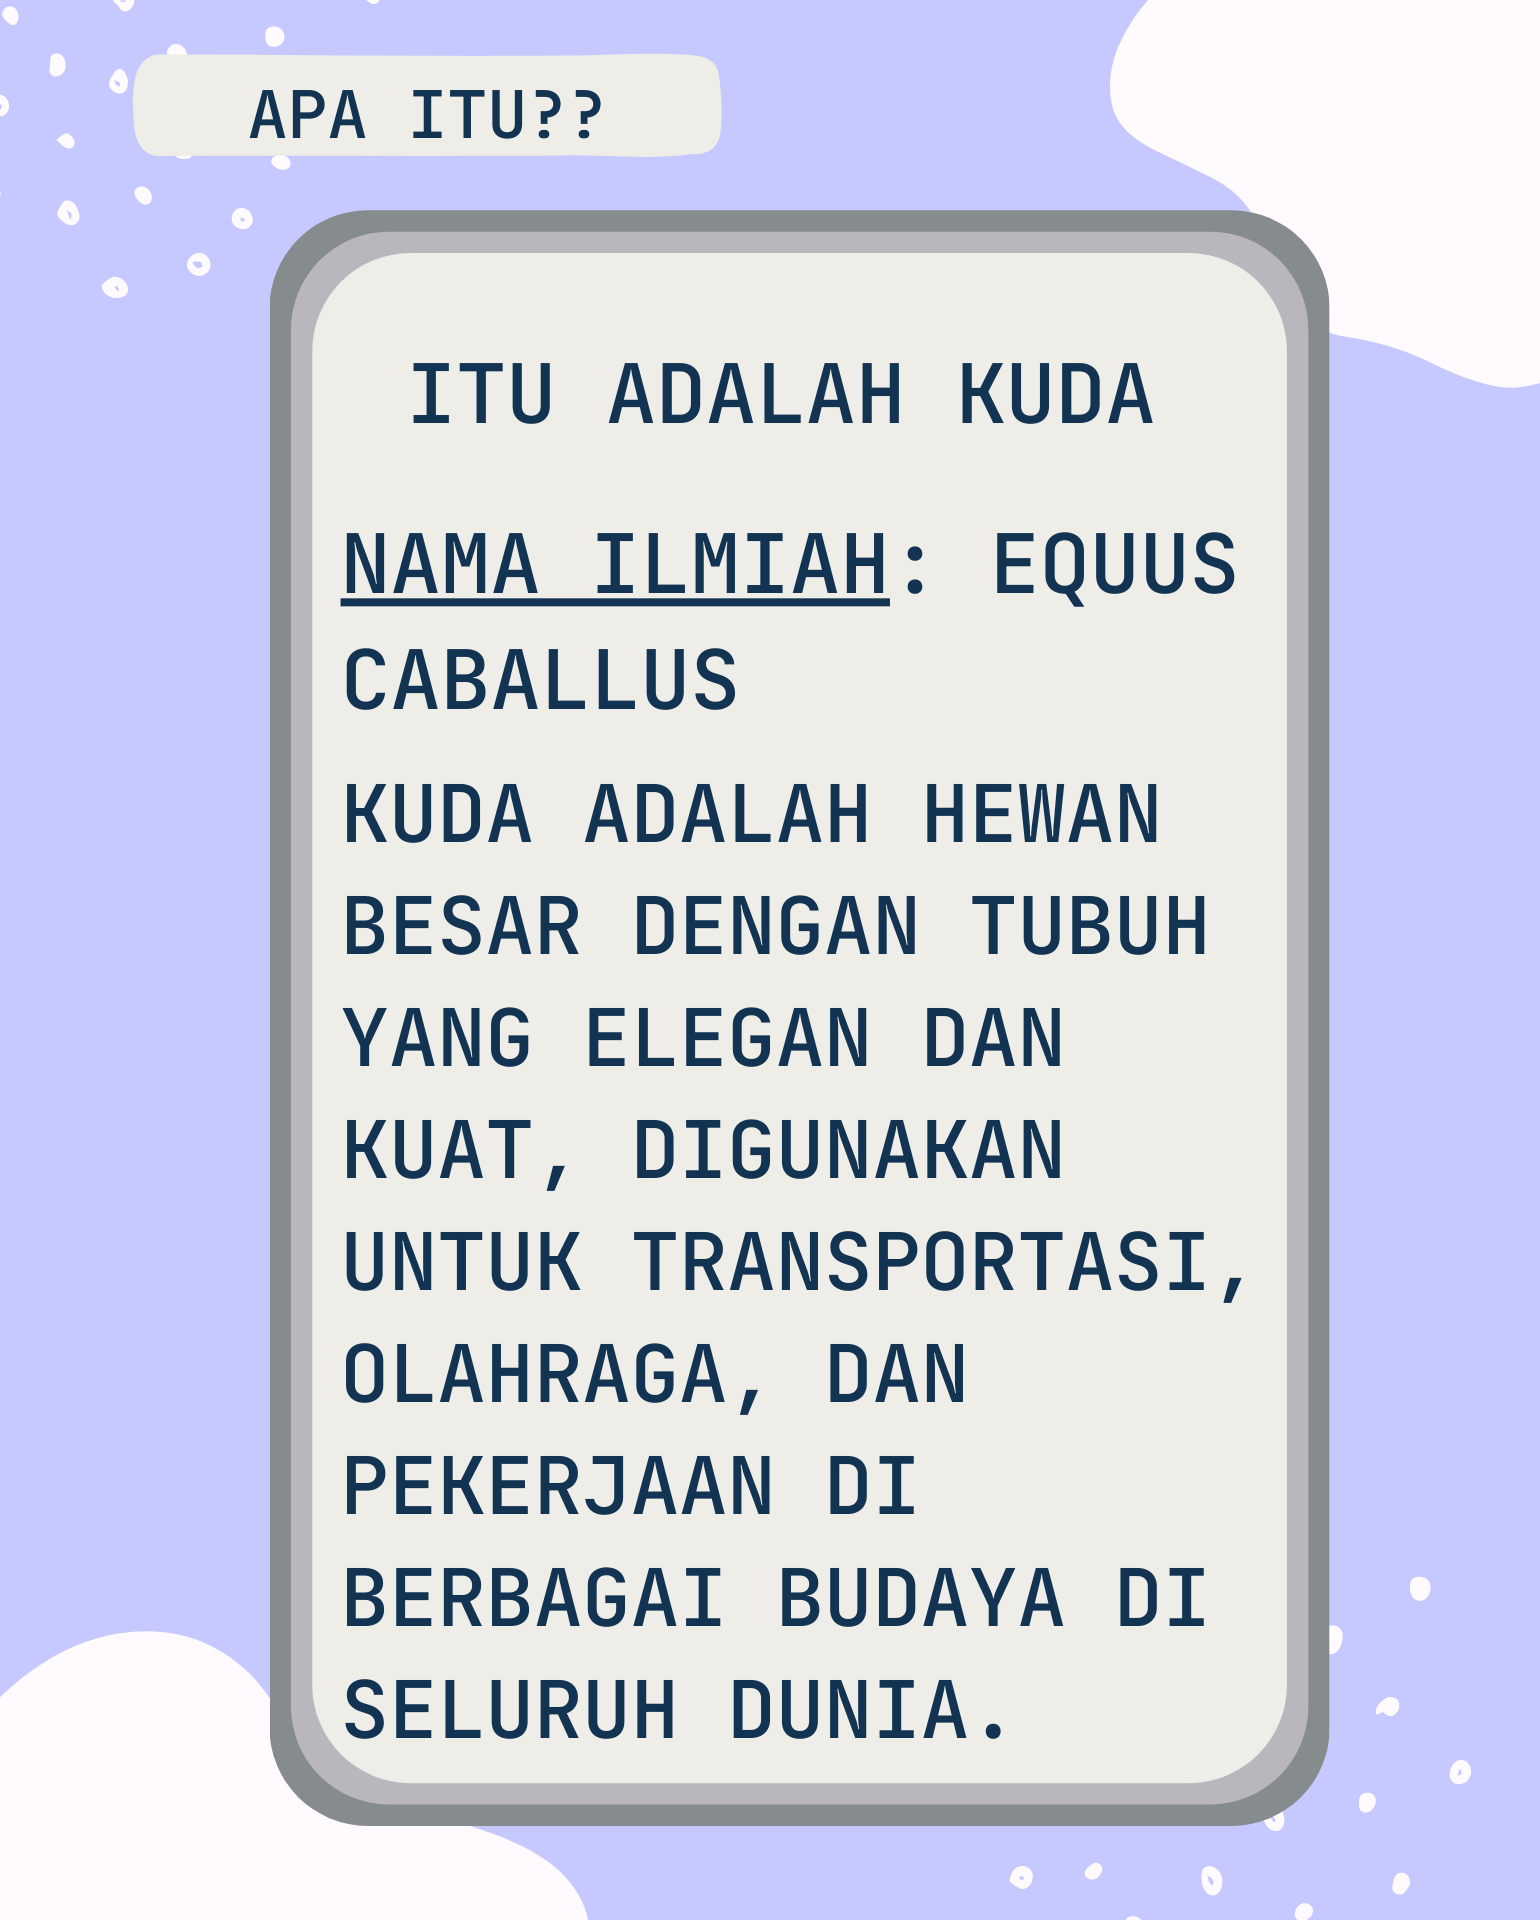 APA ITU??
ITU ADALAH KUDA
NAMA ILMIAH: EQUUS
CABALLUS
KUDA ADALAH HEWAN
BESAR DENGAN TUBUH
YANG ELEGAN DAN
KUAT, DIGUNAKAN
UNTUK TRANSPORTASI,
OLAHRAGA, DAN
PEKERJAAN DI
BERBAGAI BUDAYA DI
SELURUH DUNIA.